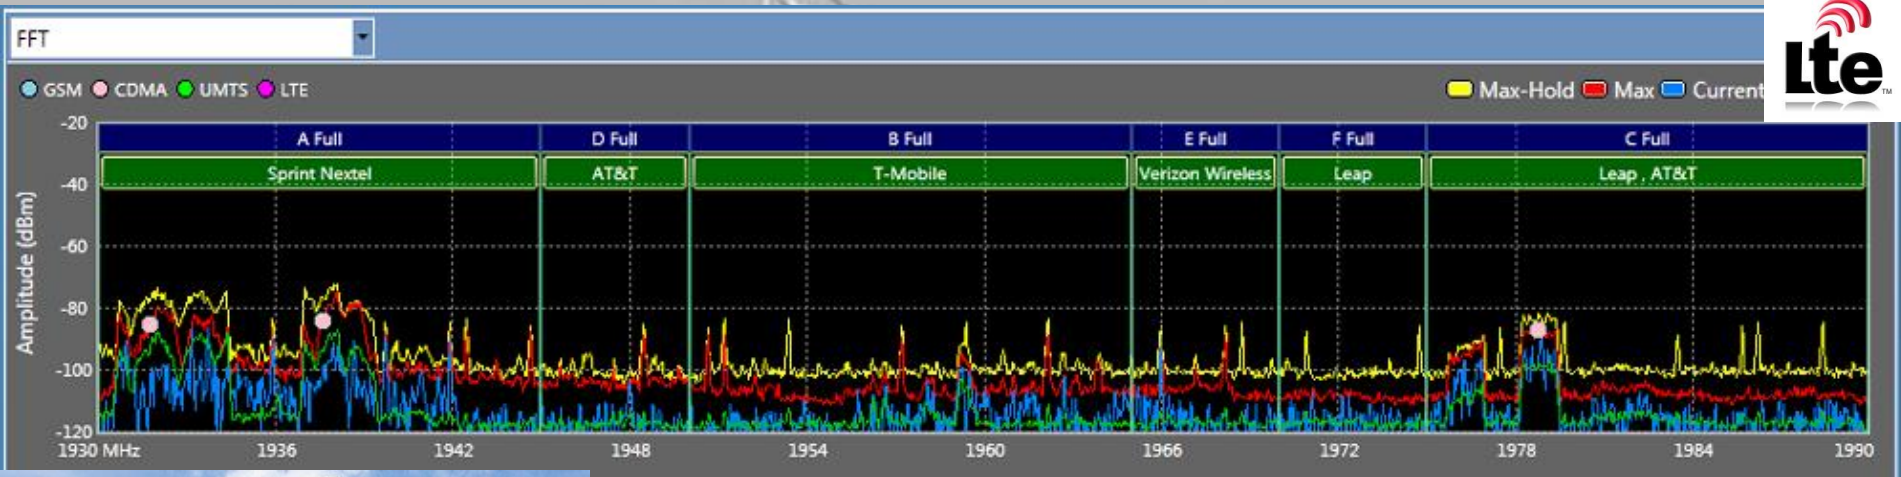 FFT
LTE
TM
GSM CDMA UMTS LTE
Max-Hold Max Current
Amplitude (dBm)
-20
-40
-60
-80
-100
-120
A Full D Full B Full E Full F Full C Full
Sprint Nextel AT&T T-Mobile Verizon Wireless Leap Leap , AT&T
1930 MHz 1936 1942 1948 1954 1960 1966 1972 1978 1984 1990